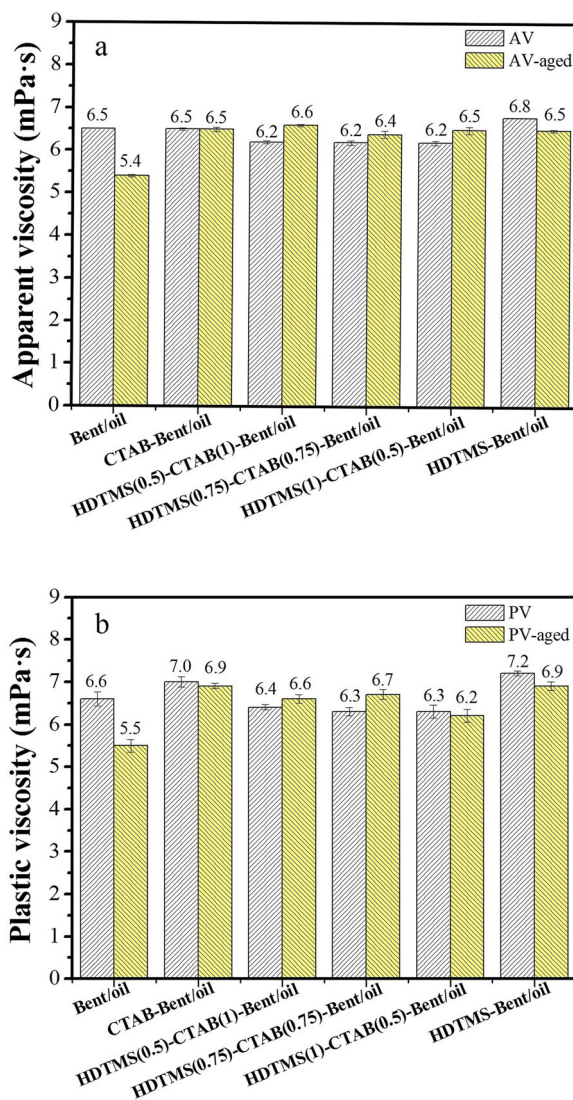 a
AV
AV-aged
Apparent viscosity (mPa·s)
9
8
7
6
5
4
3
2
1
0
6.5
5.4
6.5
6.5
6.2
6.6
6.2
6.4
6.2
6.5
6.8
6.5
Bent/oil
CTAB-Bent/oil
HDTMS(0.5)-CTAB(1)-Bent/oil
HDTMS(0.75)-CTAB(0.75)-Bent/oil
HDTMS(1)-CTAB(0.5)-Bent/oil
HDTMS-Bent/oil
b
PV
PV-aged
Plastic viscosity (mPa·s)
9
8
7
6
5
4
3
2
1
0
6.6
5.5
7.0
6.9
6.4
6.6
6.3
6.7
6.3
6.2
7.2
6.9
Bent/oil
CTAB-Bent/oil
HDTMS(0.5)-CTAB(1)-Bent/oil
HDTMS(0.75)-CTAB(0.75)-Bent/oil
HDTMS(1)-CTAB(0.5)-Bent/oil
HDTMS-Bent/oil